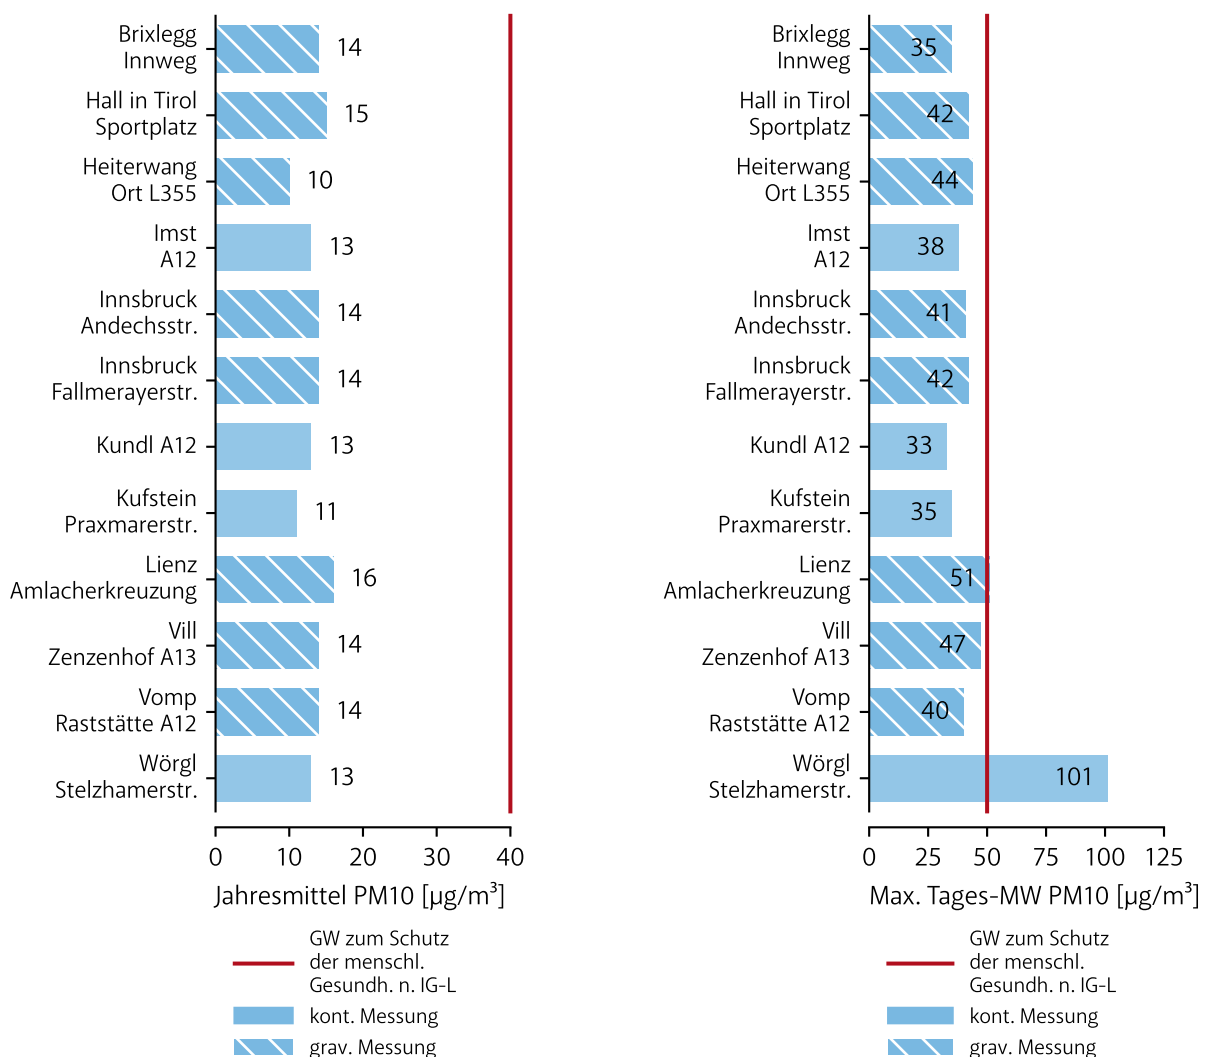 Brixlegg
Innweg
14
Hall in Tirol
Sportplatz
15
Heiterwang
Ort L355
10
Imst
A12
13
Innsbruck
Andechsstr.
14
Innsbruck
Fallmerayerstr.
14
Kundl A12
13
Kufstein
Praxmarerstr.
11
Lienz
Amlacherkreuzung
16
Vill
Zenzenhof A13
14
Vomp
Raststätte A12
14
Wörgl
Stelzhamerstr.
13
0 10 20 30 40
Jahresmittel PM10 [µg/m³]
GW zum Schutz
der menschl.
Gesundh. n. IG-L
kont. Messung
grav. Messung
Brixlegg
Innweg
35
Hall in Tirol
Sportplatz
42
Heiterwang
Ort L355
44
Imst
A12
38
Innsbruck
Andechsstr.
41
Innsbruck
Fallmerayerstr.
42
Kundl A12
33
Kufstein
Praxmarerstr.
35
Lienz
Amlacherkreuzung
51
Vill
Zenzenhof A13
47
Vomp
Raststätte A12
40
Wörgl
Stelzhamerstr.
101
0 25 50 75 100 125
Max. Tages-MW PM10 [µg/m³]
GW zum Schutz
der menschl.
Gesundh. n. IG-L
kont. Messung
grav. Messung